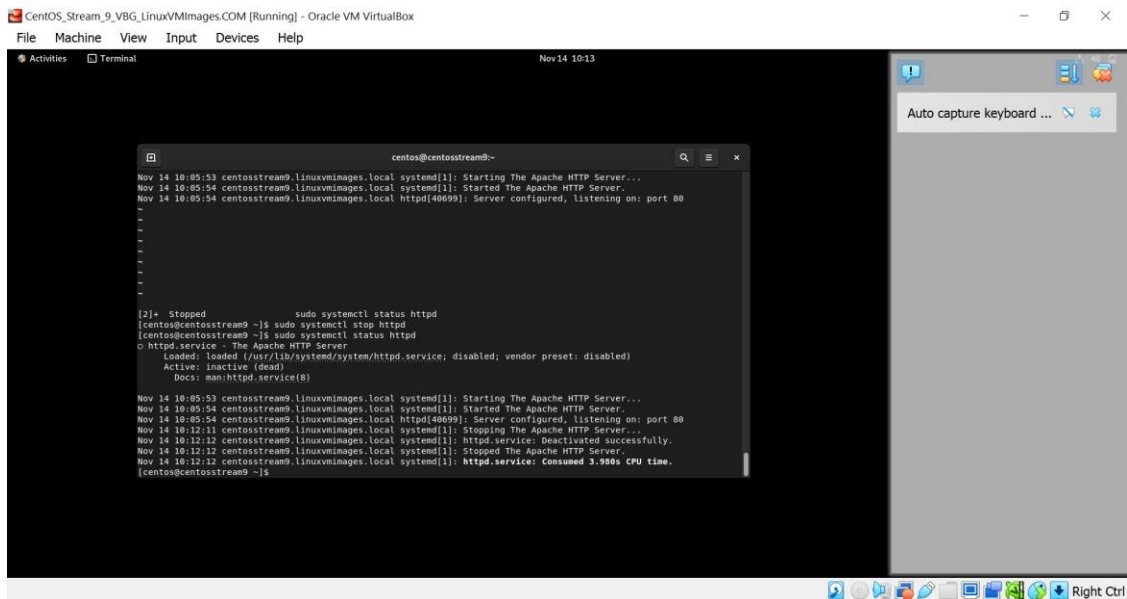 CentOS_Stream_9_VBG_LinuxVMImages.COM [Running] - Oracle VM VirtualBox
File Machine View Input Devices Help
Activities Terminal Nov 14 10:13
Auto capture keyboard ...
centos@centosstream9:~
Nov 14 10:05:53 centosstream9.linuxvmimages.local systemd[1]: Starting The Apache HTTP Server...
Nov 14 10:05:54 centosstream9.linuxvmimages.local systemd[1]: Started The Apache HTTP Server.
Nov 14 10:05:54 centosstream9.linuxvmimages.local httpd[40699]: Server configured, listening on: port 80
~
~
~
~
~
~
~
~
~
[2]+ Stopped sudo systemctl status httpd
[centos@centosstream9 ~]$ sudo systemctl stop httpd
[centos@centosstream9 ~]$ sudo systemctl status httpd
○ httpd.service - The Apache HTTP Server
Loaded: loaded (/usr/lib/systemd/system/httpd.service; disabled; vendor preset: disabled)
Active: inactive (dead)
Docs: man:httpd.service(8)
Nov 14 10:05:53 centosstream9.linuxvmimages.local systemd[1]: Starting The Apache HTTP Server...
Nov 14 10:05:54 centosstream9.linuxvmimages.local systemd[1]: Started The Apache HTTP Server.
Nov 14 10:05:54 centosstream9.linuxvmimages.local httpd[40699]: Server configured, listening on: port 80
Nov 14 10:12:11 centosstream9.linuxvmimages.local systemd[1]: Stopping The Apache HTTP Server...
Nov 14 10:12:12 centosstream9.linuxvmimages.local systemd[1]: httpd.service: Deactivated successfully.
Nov 14 10:12:12 centosstream9.linuxvmimages.local systemd[1]: Stopped The Apache HTTP Server.
Nov 14 10:12:12 centosstream9.linuxvmimages.local systemd[1]: httpd.service: Consumed 3.980s CPU time.
[centos@centosstream9 ~]$
Right Ctrl